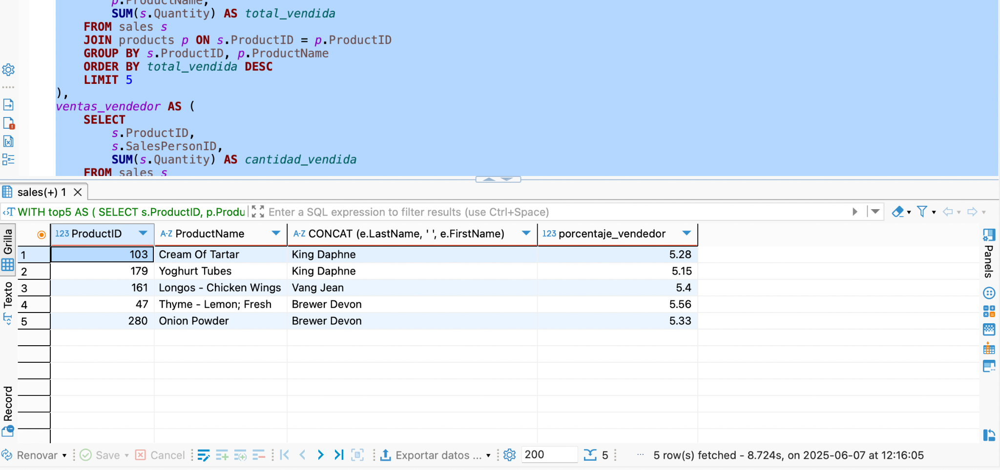 p.ProductName,
SUM(s.Quantity) AS total_vendida
FROM sales s
JOIN products p ON s.ProductID = p.ProductID
GROUP BY s.ProductID, p.ProductName
ORDER BY total_vendida DESC
LIMIT 5
),
ventas_vendedor AS (
SELECT
s.ProductID,
s.SalesPersonID,
SUM(s.Quantity) AS cantidad_vendida
FROM sales s
sales(+) 1
WITH top5 AS ( SELECT s.ProductID, p.Produ
Enter a SQL expression to filter results (use Ctrl+Space)
Grilla
Texto
Record
Panels
123 ProductID A-Z ProductName A-Z CONCAT (e.LastName, ' ', e.FirstName) 123 porcentaje_vendedor
1 103 Cream Of Tartar King Daphne 5.28
2 179 Yoghurt Tubes King Daphne 5.15
3 161 Longos - Chicken Wings Vang Jean 5.4
4 47 Thyme - Lemon; Fresh Brewer Devon 5.56
5 280 Onion Powder Brewer Devon 5.33
Renovar Save Cancel Exportar datos ... 200 5 ... 5 row(s) fetched - 8.724s, on 2025-06-07 at 12:16:05